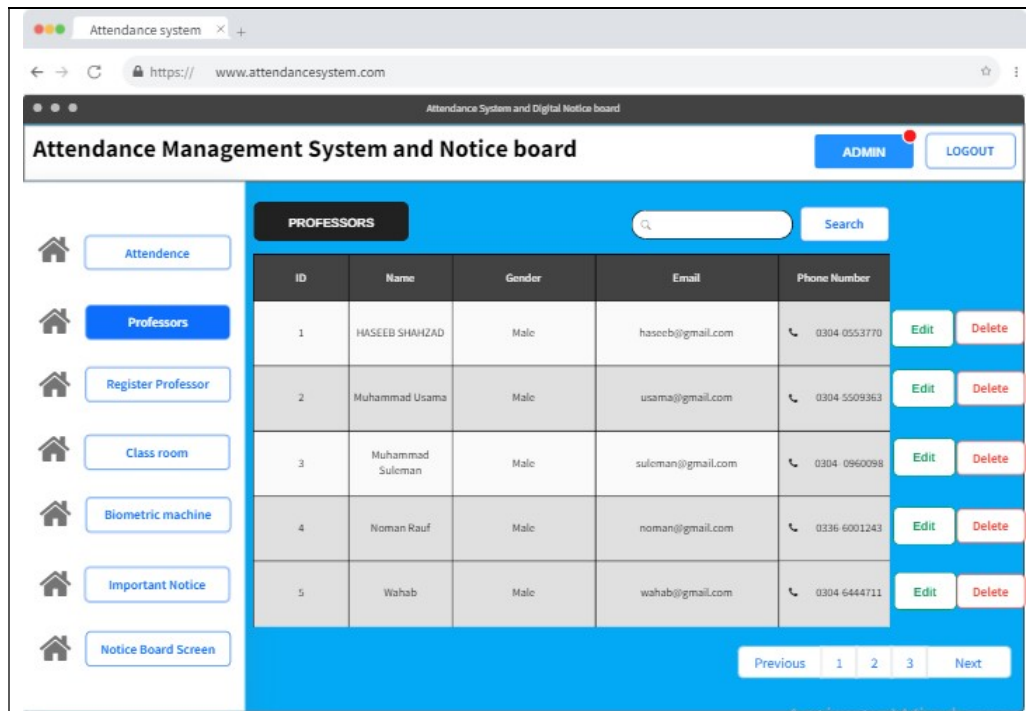 Attendance system × +
https:// www.attendancesystem.com
Attendance System and Digital Notice board
Attendance Management System and Notice board
ADMIN
LOGOUT
PROFESSORS
Search
Attendence
Professors
Register Professor
Class room
Biometric machine
Important Notice
Notice Board Screen
ID Name Gender Email Phone Number
1 HASEEB SHAHZAD Male haseeb@gmail.com 0304 0553770 Edit Delete
2 Muhammad Usama Male usama@gmail.com 0304 5509363 Edit Delete
3 Muhammad Suleman Male suleman@gmail.com 0304 0960098 Edit Delete
4 Noman Rauf Male noman@gmail.com 0336 6001243 Edit Delete
5 Wahab Male wahab@gmail.com 0304 6444711 Edit Delete
Previous 1 2 3 Next